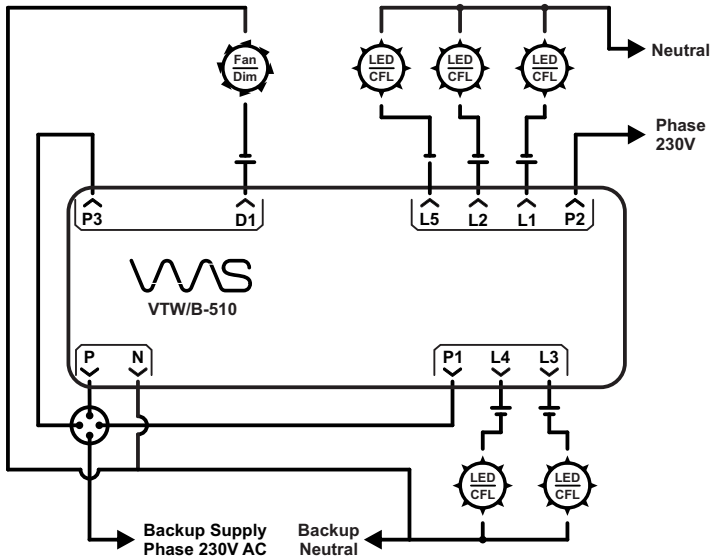 Fan
Dim
LED
CFL
LED
CFL
LED
CFL
Neutral
Phase
230V
P3
D1
L5
L2
L1
P2
VTW/B-510
P
N
P1
L4
L3
LED
CFL
LED
CFL
Backup Supply
Phase 230V AC
Backup
Neutral